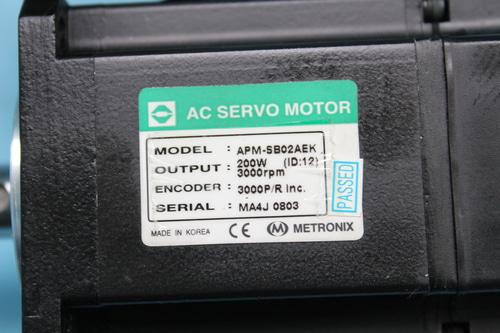 AC SERVO MOTOR
MODEL : APM-SB02AEK
OUTPUT : 200W (ID:12)
3000rpm
ENCODER : 3000P/R Inc.
SERIAL : MA4J 0803
PASSED
MADE IN KOREA CE M METRONIX